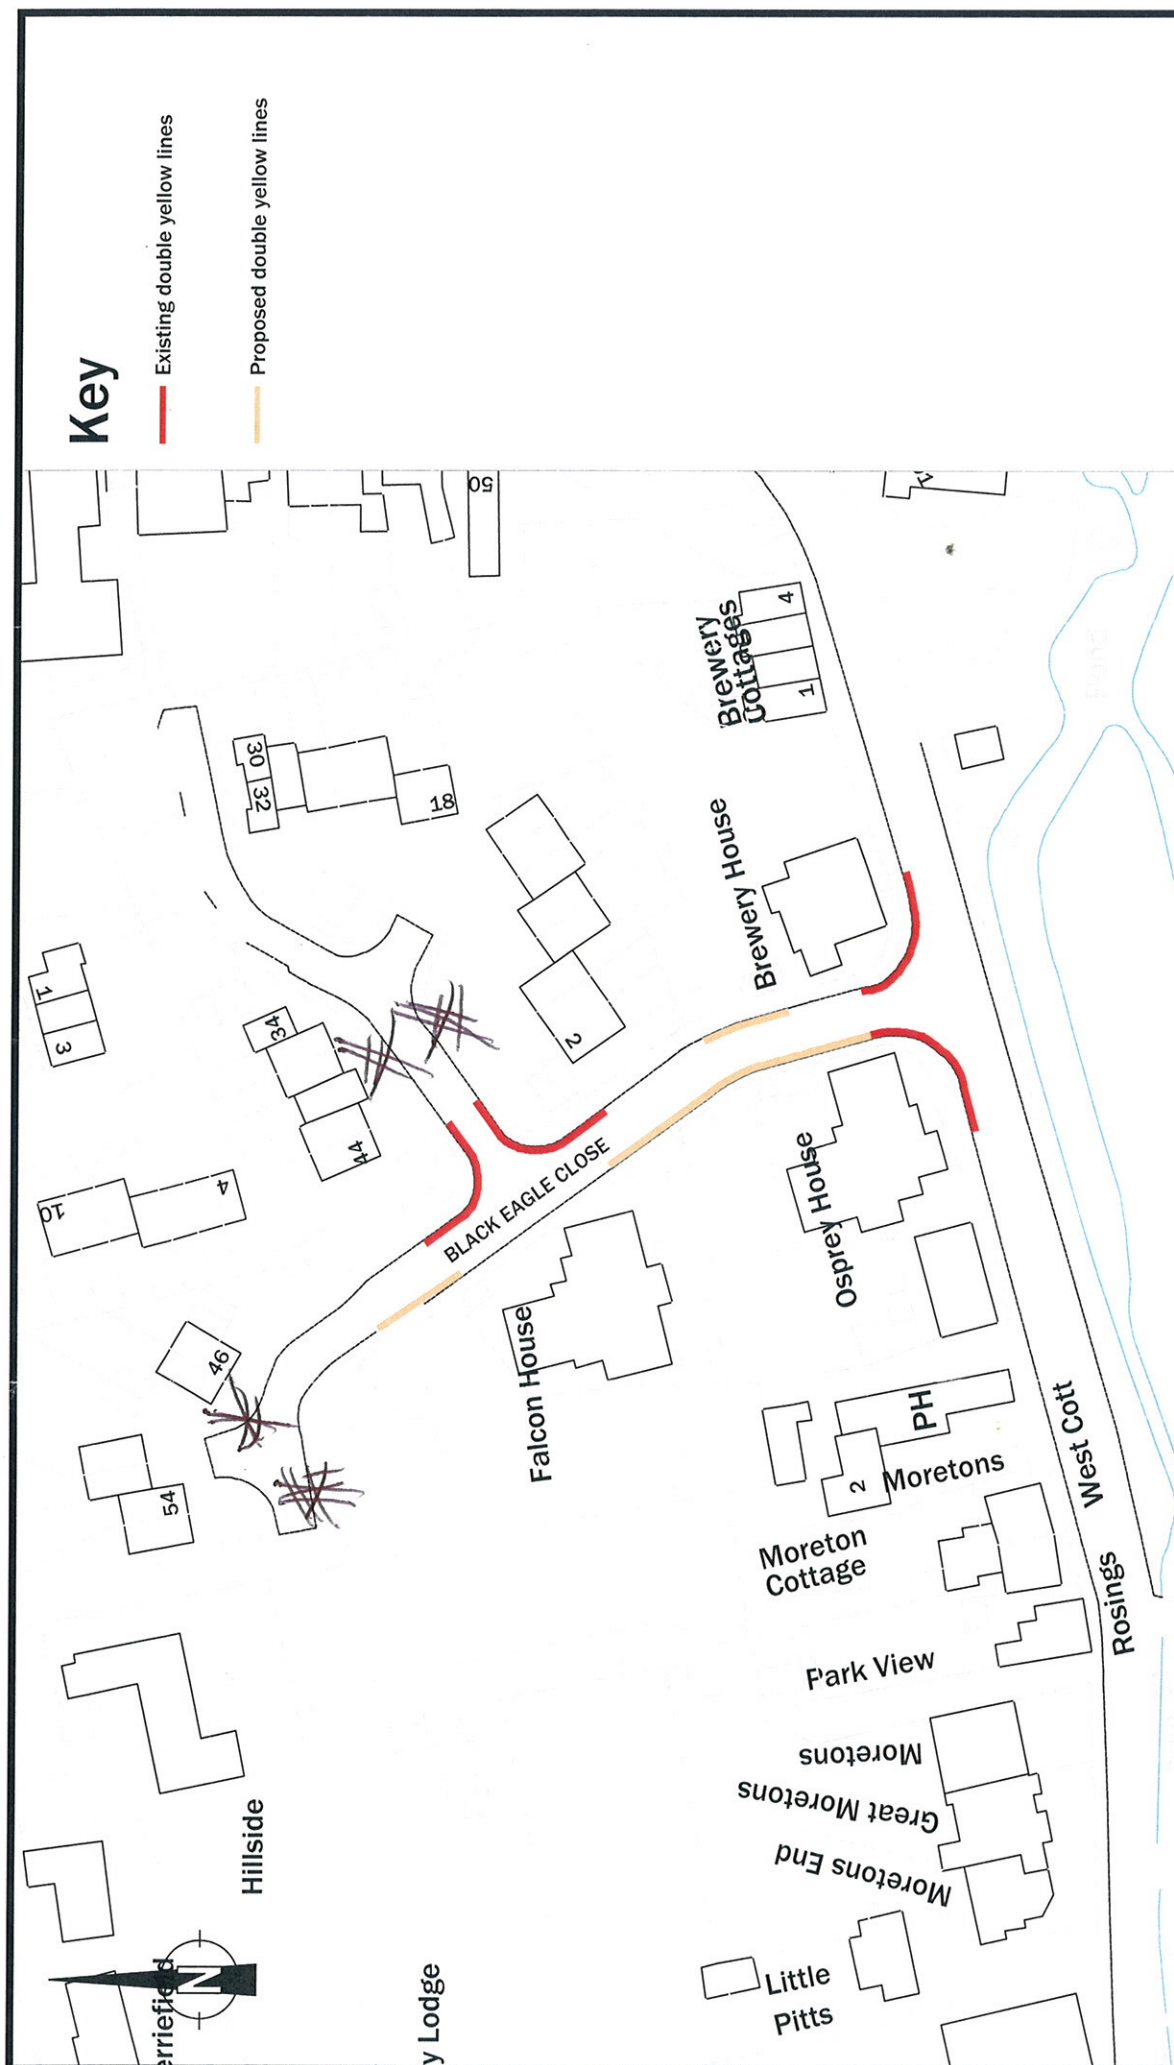 Key
Existing double yellow lines
Proposed double yellow lines
50
Brewery
Cottages
4
1
30
32
18
Brewery House
1
3
34
44
2
10
4
BLACK EAGLE CLOSE
Osprey House
46
Falcon House
54
PH
2
Moretons
West Cott
Moreton
Cottage
Rosings
Park View
Moretons
Great Moretons
Moretons End
Hillside
N
erriefield
y Lodge
Little
Pitts